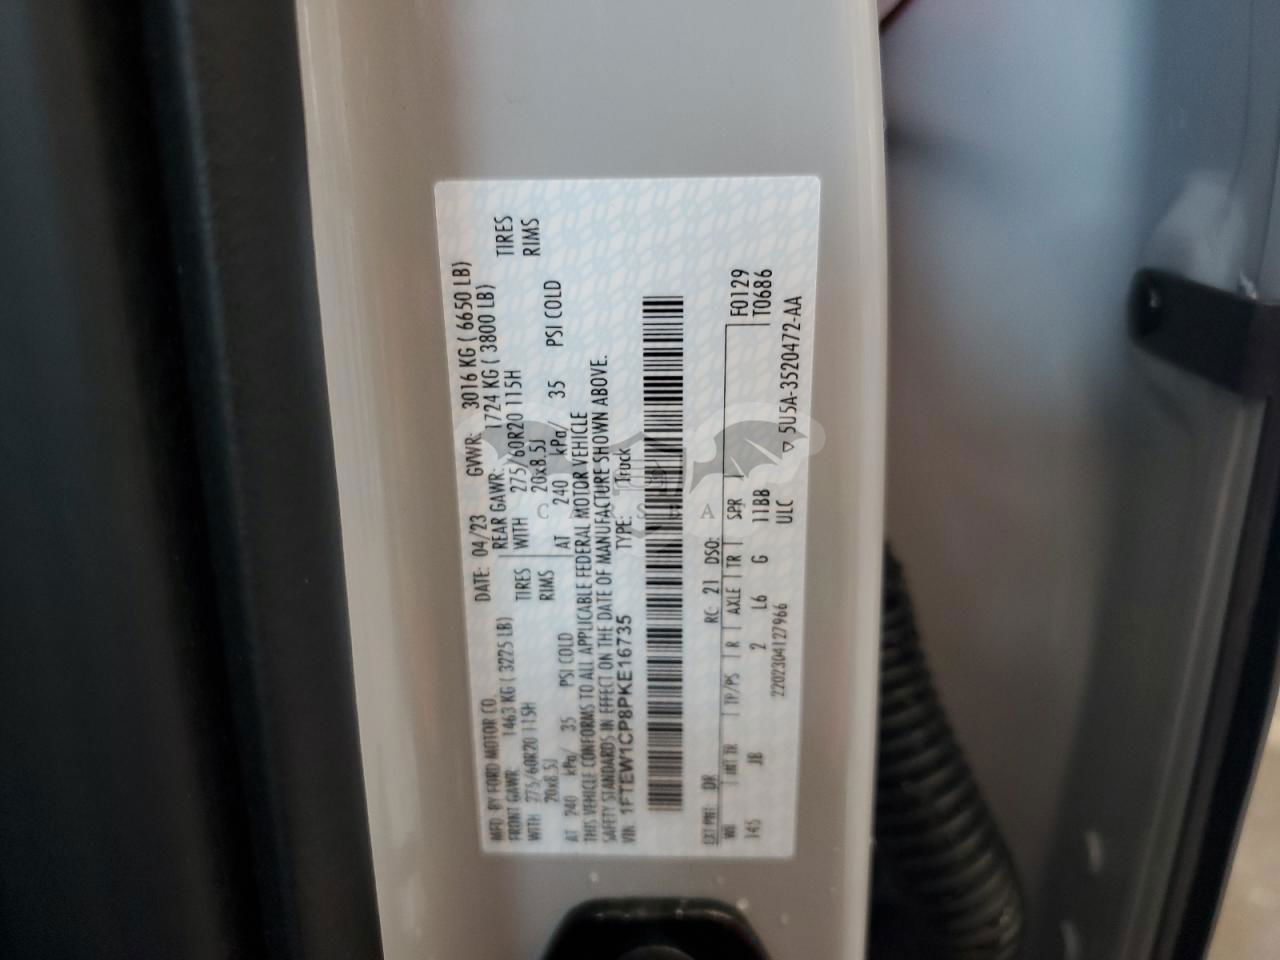 MFD. BY FORD MOTOR CO.
DATE: 04/23 GVWR: 3016 KG ( 6650 LB)
FRONT GAWR: 1463 KG ( 3225 LB)
REAR GAWR: 1724 KG ( 3800 LB)
WITH 275/60R20 115H TIRES
WITH 275/60R20 115H TIRES
20x8.5J RIMS
20x8.5J RIMS
AT 240 kPa/ 35 PSI COLD
AT 240 kPa/ 35 PSI COLD
THIS VEHICLE CONFORMS TO ALL APPLICABLE FEDERAL MOTOR VEHICLE
SAFETY STANDARDS IN EFFECT ON THE DATE OF MANUFACTURE SHOWN ABOVE.
VIN: 1FTEW1CP8PKE16735 TYPE: Truck
EXT PNT: DR RC: 21 DSO:
WB INT TR TP/PS R AXLE TR SPR F0129
145 JB 2 L6 G 11BB T0686
2202304127966 ULC
▽ 5U5A-3520472-AA